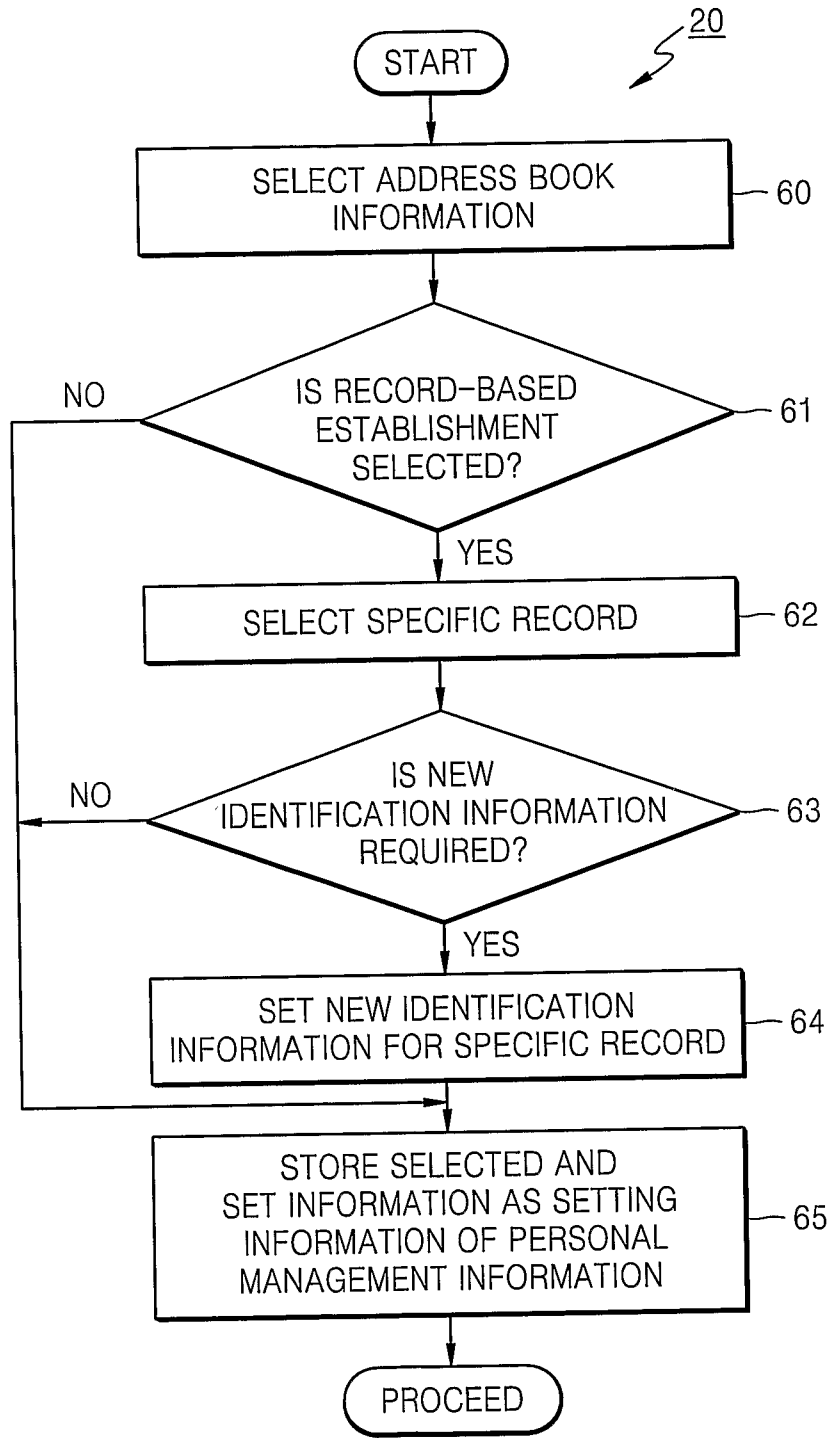 20
START
SELECT ADDRESS BOOK
INFORMATION
60
IS RECORD-BASED
ESTABLISHMENT
SELECTED?
61
NO
YES
SELECT SPECIFIC RECORD
62
IS NEW
IDENTIFICATION INFORMATION
REQUIRED?
63
NO
YES
SET NEW IDENTIFICATION
INFORMATION FOR SPECIFIC RECORD
64
STORE SELECTED AND
SET INFORMATION AS SETTING
INFORMATION OF PERSONAL
MANAGEMENT INFORMATION
65
PROCEED